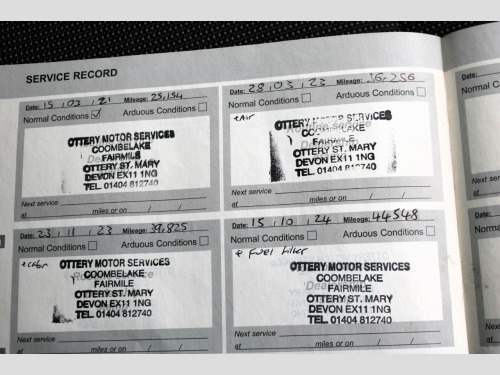 SERVICE RECORD
Date: 15 / 03 / 21 Mileage: 25,154
Normal Conditions ☑ Arduous Conditions ☐
OTTERY MOTOR SERVICES
COOMBELAKE
FAIRMILE
OTTERY ST. MARY
DEVON EX11 1NG
TEL. 01404 812740
Next service
at miles or on / /
Date: 28 / 03 / 23 Mileage: 36,256
Normal Conditions ☐ Arduous Conditions ☐
+Air
OTTERY MOTOR SERVICES
COOMBELAKE
FAIRMILE
OTTERY ST. MARY
DEVON EX11 1NG
TEL. 01404
Next service
at miles or on / /
Date: 23 / 11 / 23 Mileage: 39,825
Normal Conditions ☐ Arduous Conditions ☐
+cabin
OTTERY MOTOR SERVICES
COOMBELAKE
FAIRMILE
OTTERY ST. MARY
DEVON EX11 1NG
TEL. 01404 812740
Next service
at miles or on / /
Date: 15 / 10 / 24 Mileage: 44548
Normal Conditions ☐ Arduous Conditions ☐
+ Fuel filter
OTTERY MOTOR SERVICES
COOMBELAKE
FAIRMILE
OTTERY ST. MARY
DEVON EX11 1NG
TEL. 01404 812740
Next service
at miles or on / /